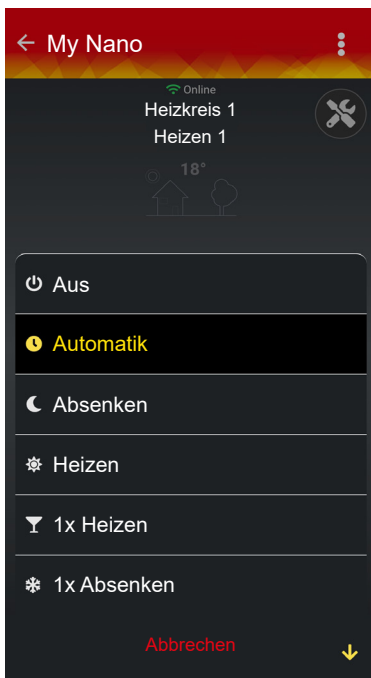 My Nano
Online
Heizkreis 1
Heizen 1
18°
Aus
Automatik
Absenken
Heizen
1x Heizen
1x Absenken
Abbrechen